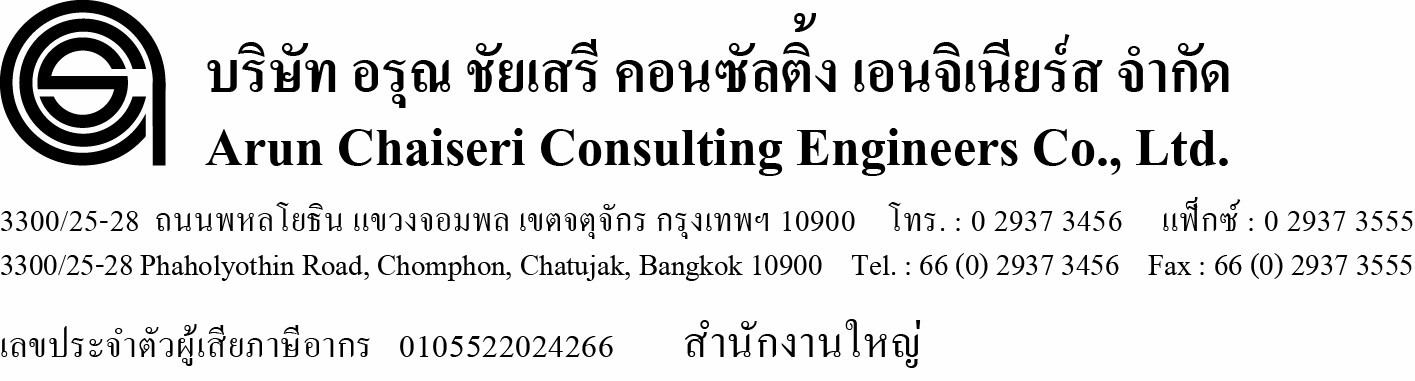 บริษัท อรุณ ชัยเสรี คอนซัลติ้ง เอนจิเนียร์ส จำกัด
Arun Chaiseri Consulting Engineers Co., Ltd.
3300/25-28 ถนนพหลโยธิน แขวงจอมพล เขตจตุจักร กรุงเทพฯ 10900 โทร. : 0 2937 3456 แฟ็กซ์ : 0 2937 3555
3300/25-28 Phaholyothin Road, Chomphon, Chatujak, Bangkok 10900 Tel. : 66 (0) 2937 3456 Fax : 66 (0) 2937 3555
เลขประจำตัวผู้เสียภาษีอากร 0105522024266 สำนักงานใหญ่